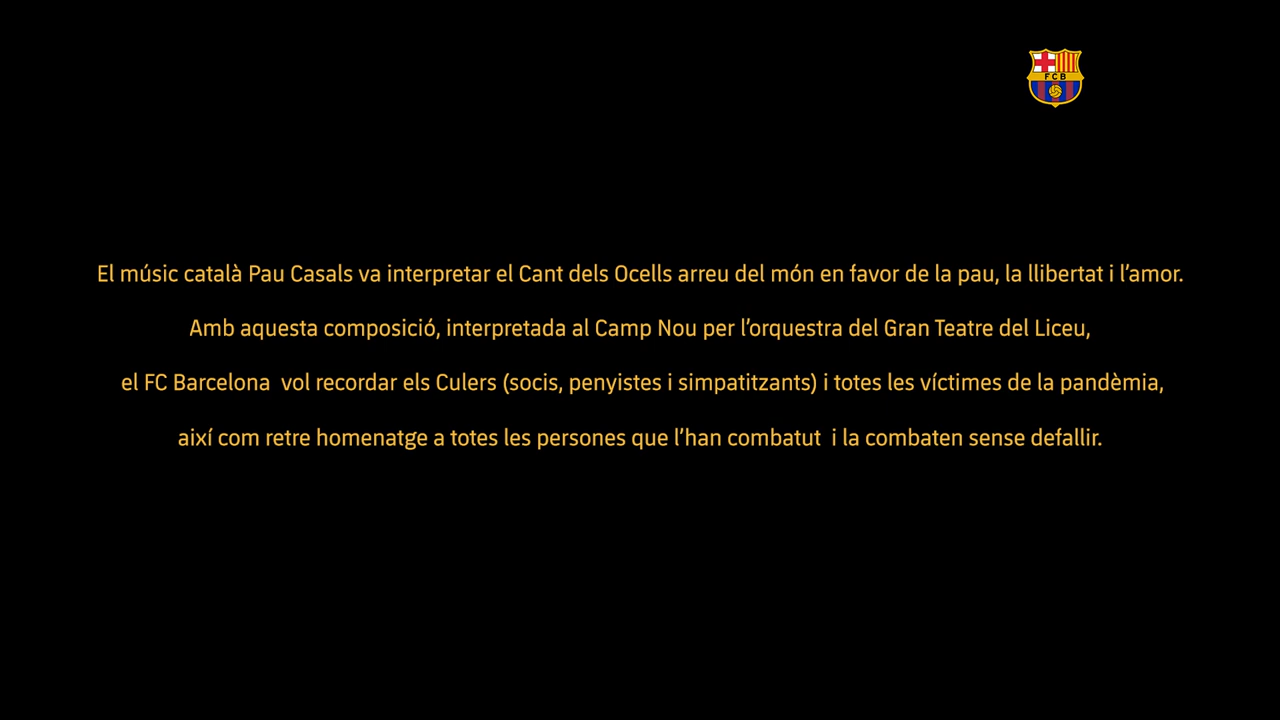 FCB
El músic català Pau Casals va interpretar el Cant dels Ocells arreu del món en favor de la pau, la llibertat i l’amor.
Amb aquesta composició, interpretada al Camp Nou per l’orquestra del Gran Teatre del Liceu,
el FC Barcelona  vol recordar els Culers (socis, penyistes i simpatitzants) i totes les víctimes de la pandèmia,
així com retre homenatge a totes les persones que l’han combatut  i la combaten sense defallir.